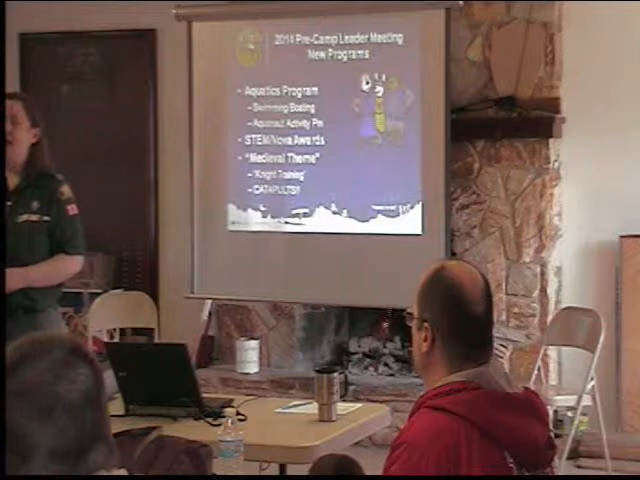 2014 Pre-Camp Leader Meeting
New Programs
- Aquatics Program
– Swimming/Boating
– Aquanaut Activity Pin
- STEM/Nova Awards
- "Medieval Theme"
– 'Knight Training'
– CATAPULTS!!